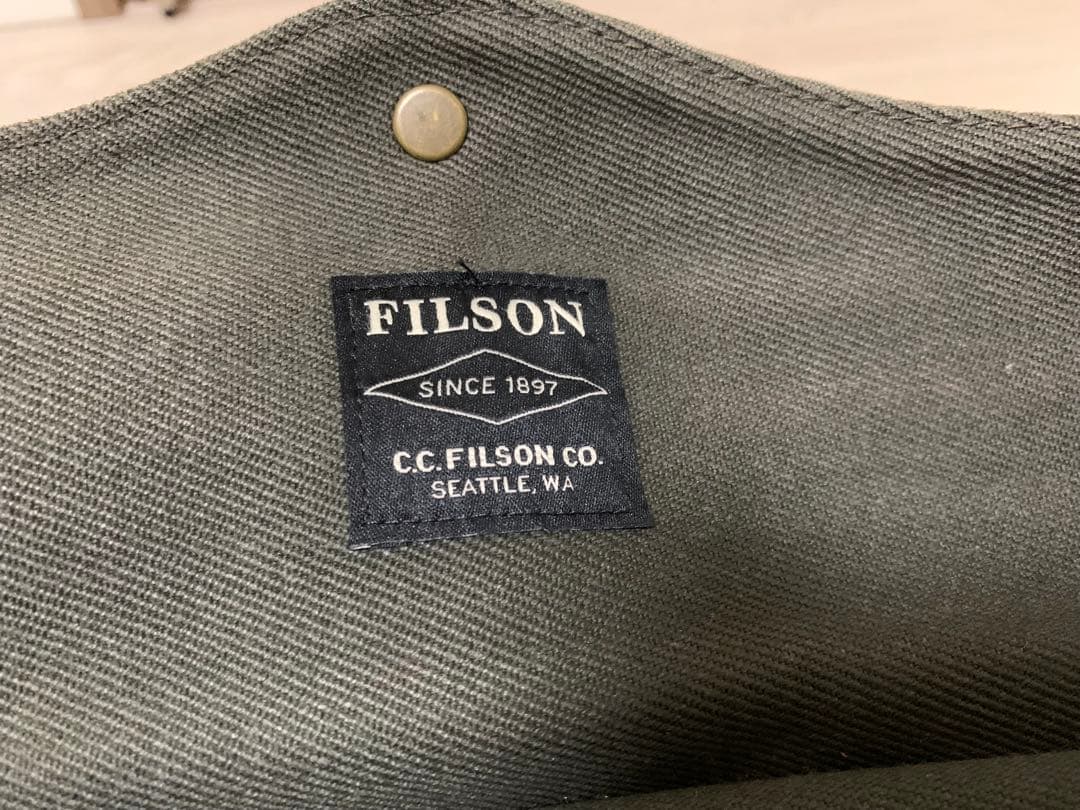 FILSON
SINCE 1897
C.C. FILSON CO.
SEATTLE, WA